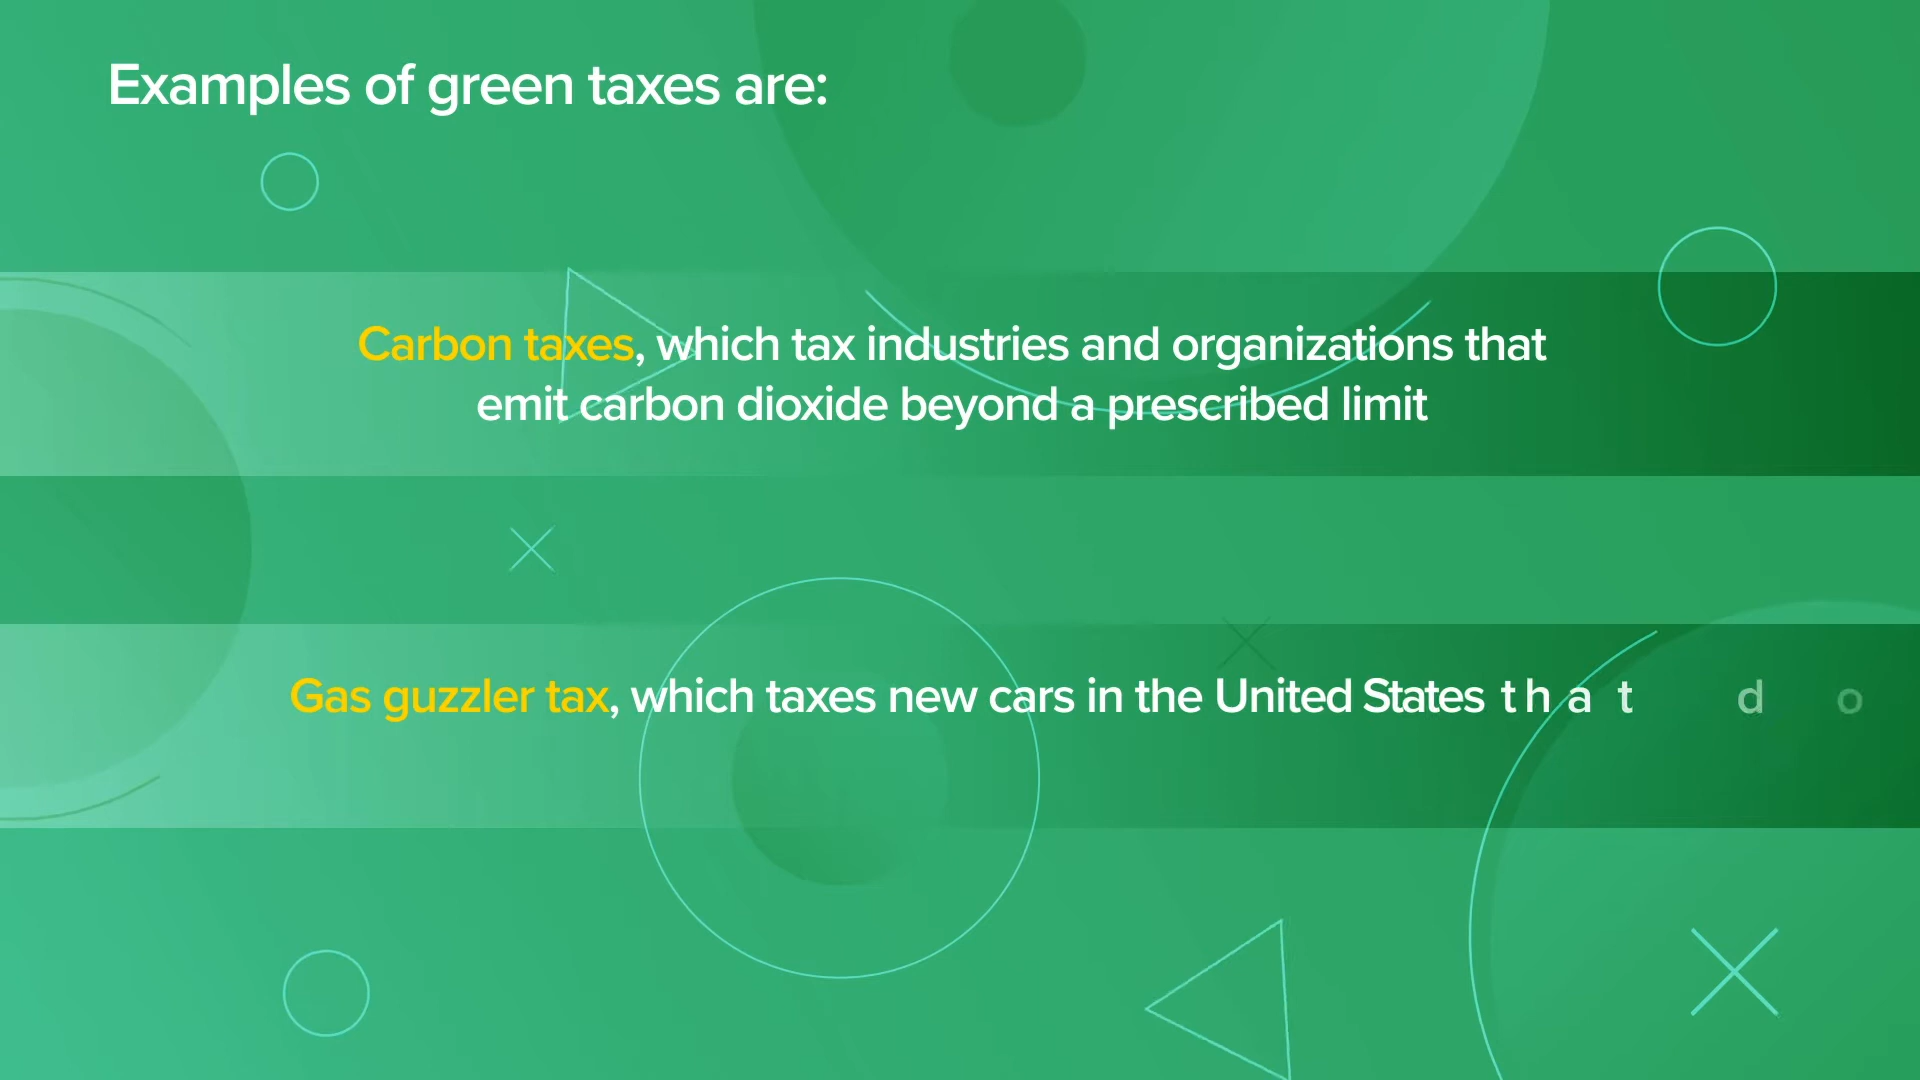 Examples of green taxes are:
Carbon taxes, which tax industries and organizations that
emit carbon dioxide beyond a prescribed limit
Gas guzzler tax, which taxes new cars in the United States that do